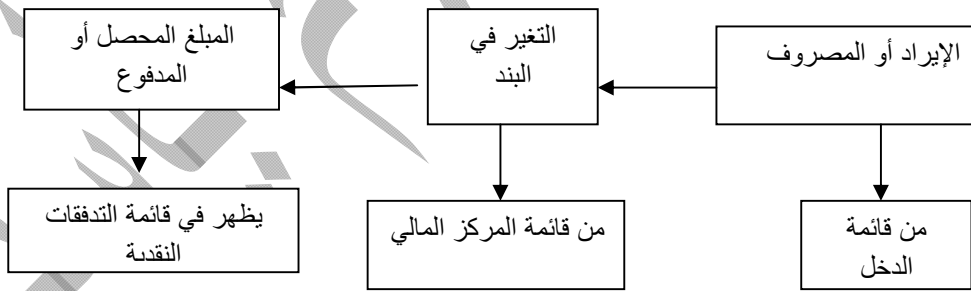 الإيراد أو المصروف
التغير في
البند
المبلغ المحصل أو
المدفوع
من قائمة
الدخل
من قائمة المركز المالي
يظهر في قائمة التدفقات
النقدية